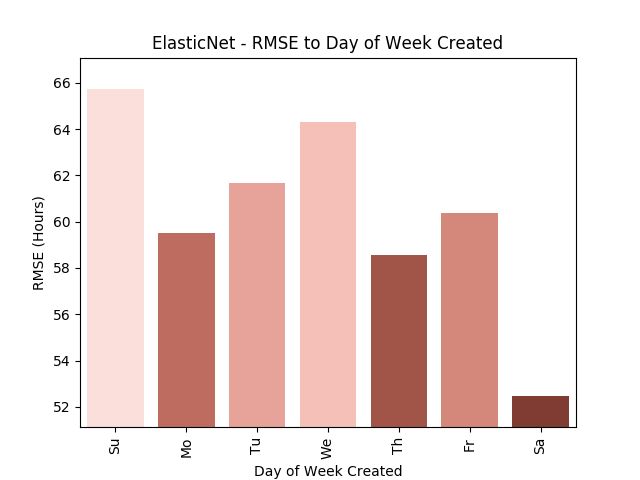 ElasticNet - RMSE to Day of Week Created
RMSE (Hours)
66
64
62
60
58
56
54
52
Su
Mo
Tu
We
Th
Fr
Sa
Day of Week Created